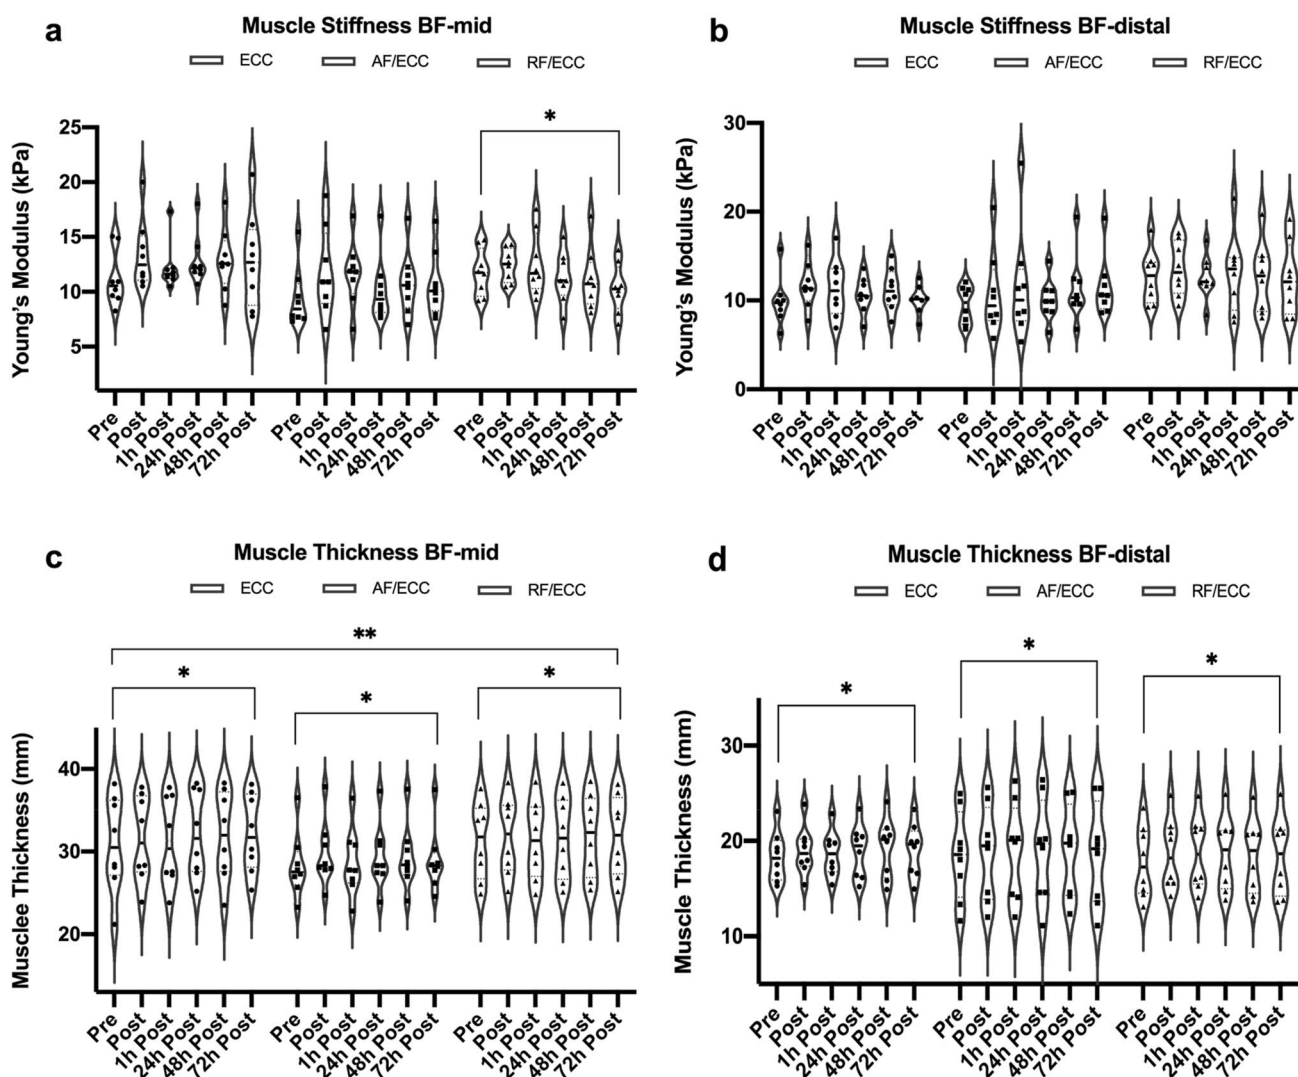 a
Muscle Stiffness BF-mid
ECC AF/ECC RF/ECC
*
Young's Modulus (kPa)
25
20
15
10
5
Pre Post 1h Post 24h Post 48h Post 72h Post Pre Post 1h Post 24h Post 48h Post 72h Post Pre Post 1h Post 24h Post 48h Post 72h Post
b
Muscle Stiffness BF-distal
ECC AF/ECC RF/ECC
Young's Modulus (kPa)
30
20
10
0
Pre Post 1h Post 24h Post 48h Post 72h Post Pre Post 1h Post 24h Post 48h Post 72h Post Pre Post 1h Post 24h Post 48h Post 72h Post
c
Muscle Thickness BF-mid
ECC AF/ECC RF/ECC
**
* * *
Musclee Thickness (mm)
40
30
20
Pre Post 1h Post 24h Post 48h Post 72h Post Pre Post 1h Post 24h Post 48h Post 72h Post Pre Post 1h Post 24h Post 48h Post 72h Post
d
Muscle Thickness BF-distal
ECC AF/ECC RF/ECC
* * *
Muscle Thickness (mm)
30
20
10
Pre Post 1h Post 24h Post 48h Post 72h Post Pre Post 1h Post 24h Post 48h Post 72h Post Pre Post 1h Post 24h Post 48h Post 72h Post